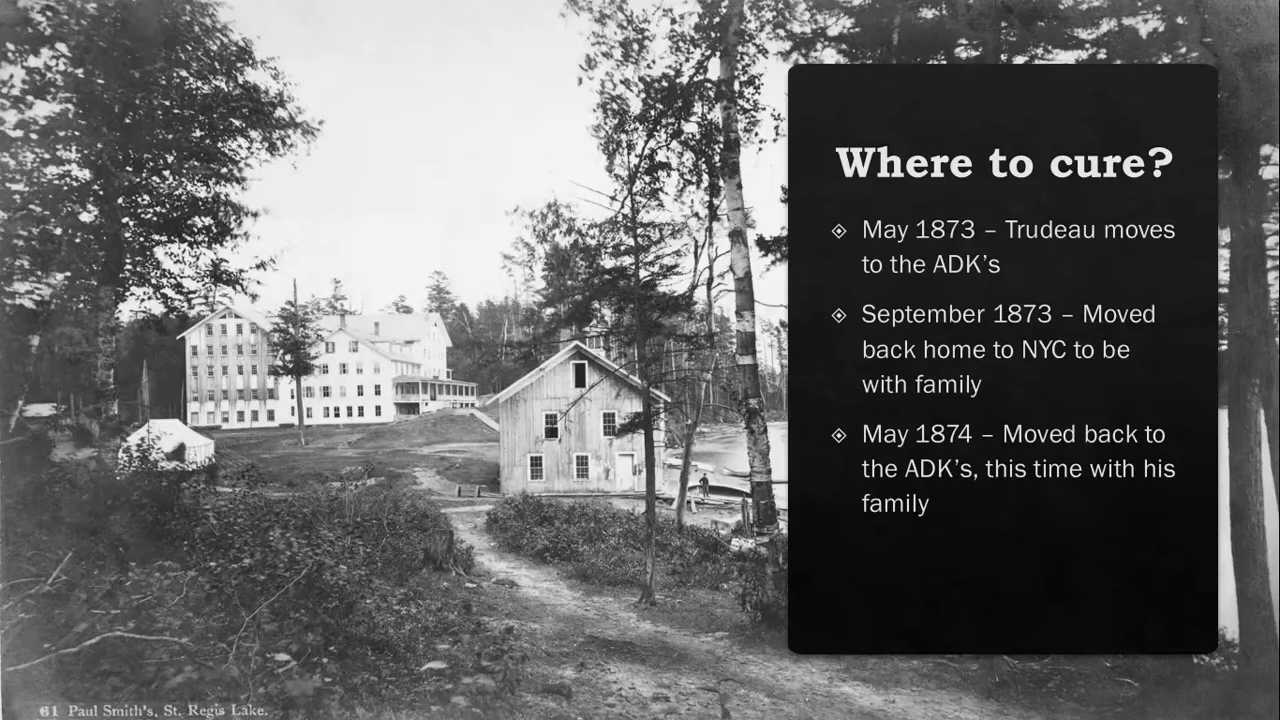 Where to cure?
May 1873 – Trudeau moves
to the ADK’s
September 1873 – Moved
back home to NYC to be
with family
May 1874 – Moved back to
the ADK’s, this time with his
family
61 Paul Smith's, St. Regis Lake.